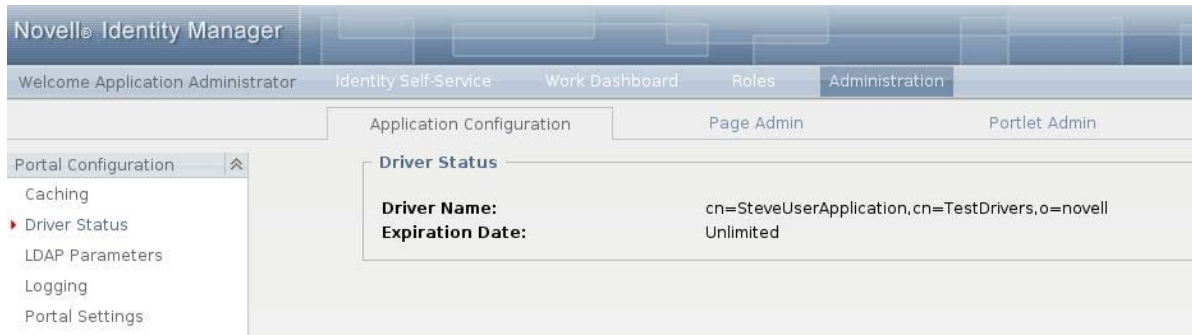 Novell® Identity Manager
Welcome Application Administrator Identity Self-Service Work Dashboard Roles Administration
Application Configuration Page Admin Portlet Admin
Portal Configuration
Caching
Driver Status
LDAP Parameters
Logging
Portal Settings
Driver Status
Driver Name: cn=SteveUserApplication,cn=TestDrivers,o=novell
Expiration Date: Unlimited